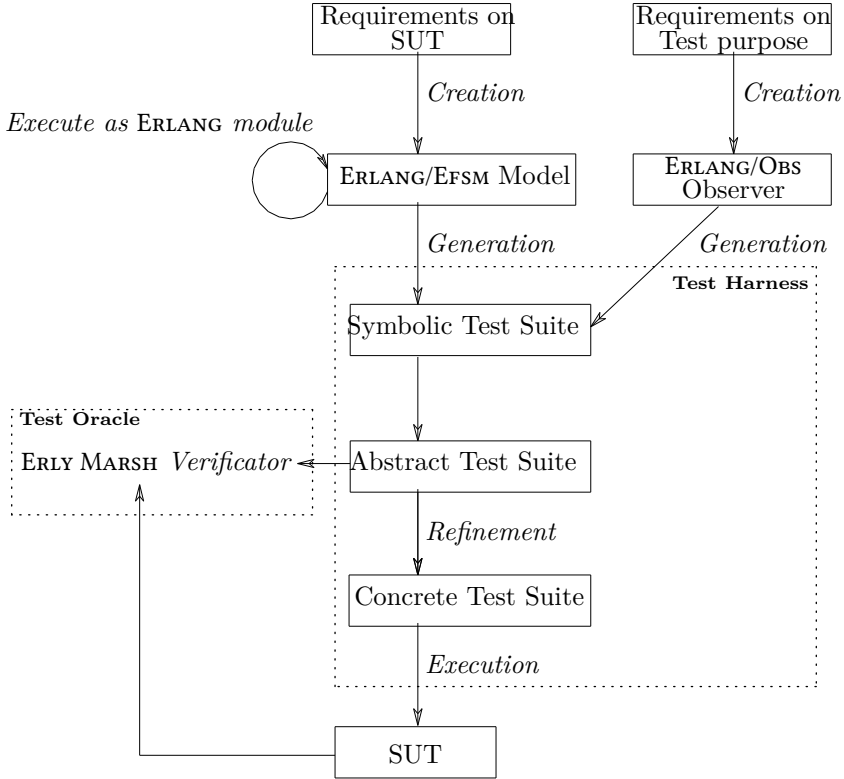 Requirements on
SUT
Requirements on
Test purpose
Creation
Creation
Execute as ERLANG module
ERLANG/EFSM Model
ERLANG/OBS
Observer
Generation
Generation
Test Harness
Symbolic Test Suite
Test Oracle
ERLY MARSH Verificator
Abstract Test Suite
Refinement
Concrete Test Suite
Execution
SUT